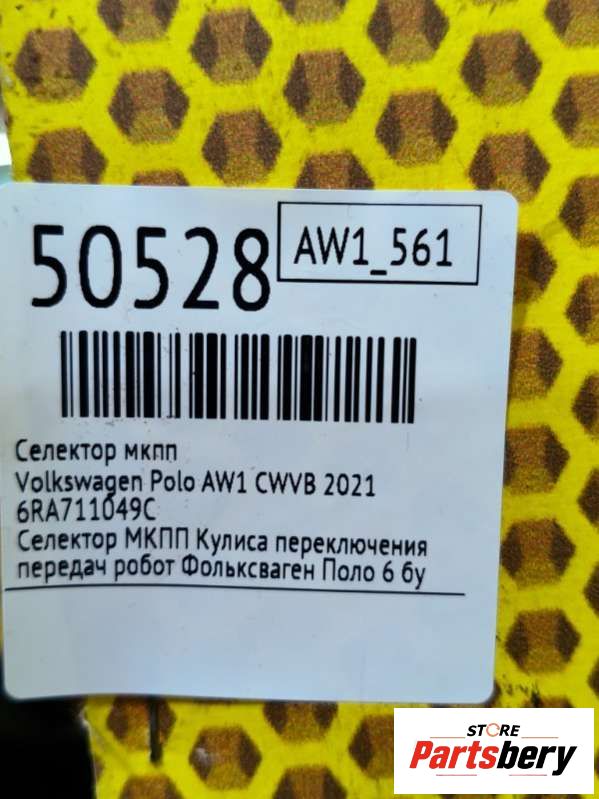 50528
AW1_561
Селектор мкпп
Volkswagen Polo AW1 CWVB 2021
6RA711049C
Селектор МКПП Кулиса переключения
передач робот Фольксваген Поло 6 бу
STORE
Partsbery